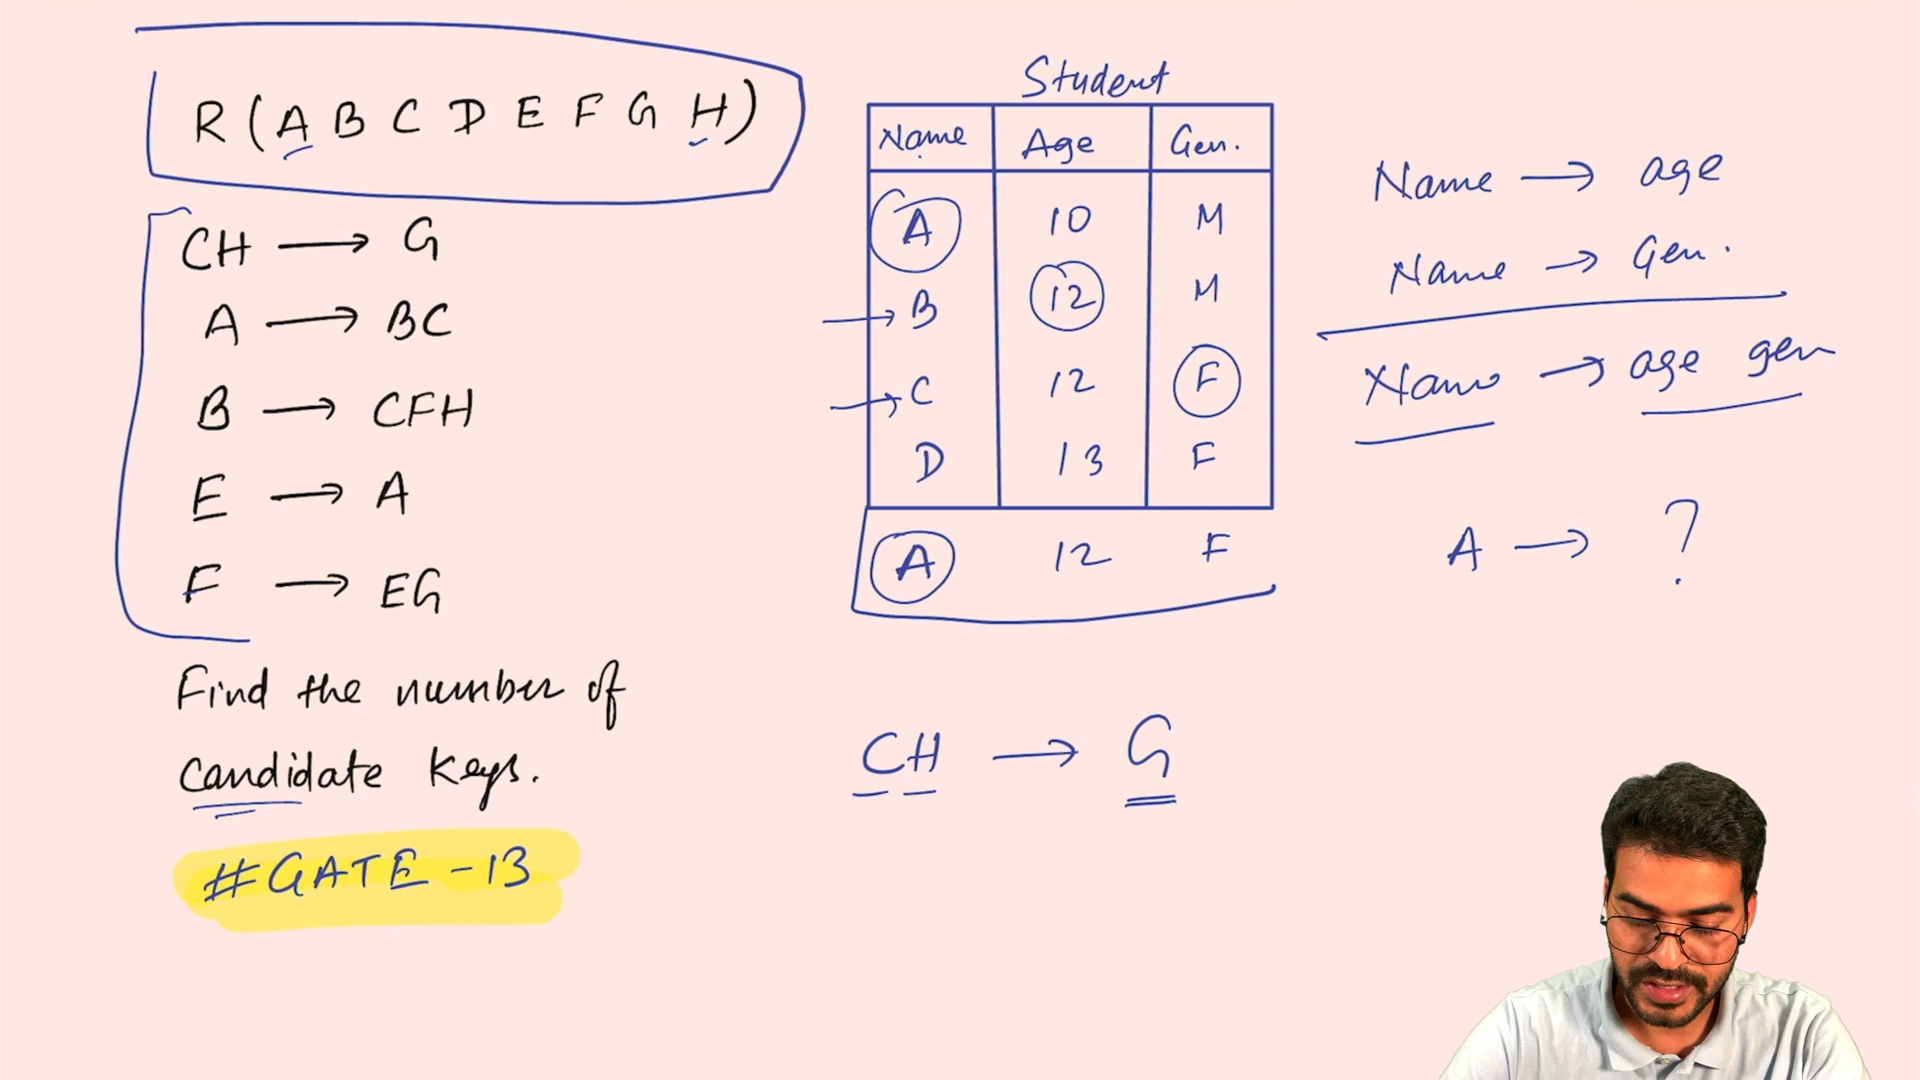 R(A B C D E F G H)
CH → G
A → BC
B → CFH
E → A
F → EG
Find the number of
candidate keys.
#GATE-13
Student
Name Age Gen.
A 10 M
B 12 M
C 12 F
D 13 F
A 12 F
CH → G
Name → age
Name → Gen.
Name → age gen
A → ?